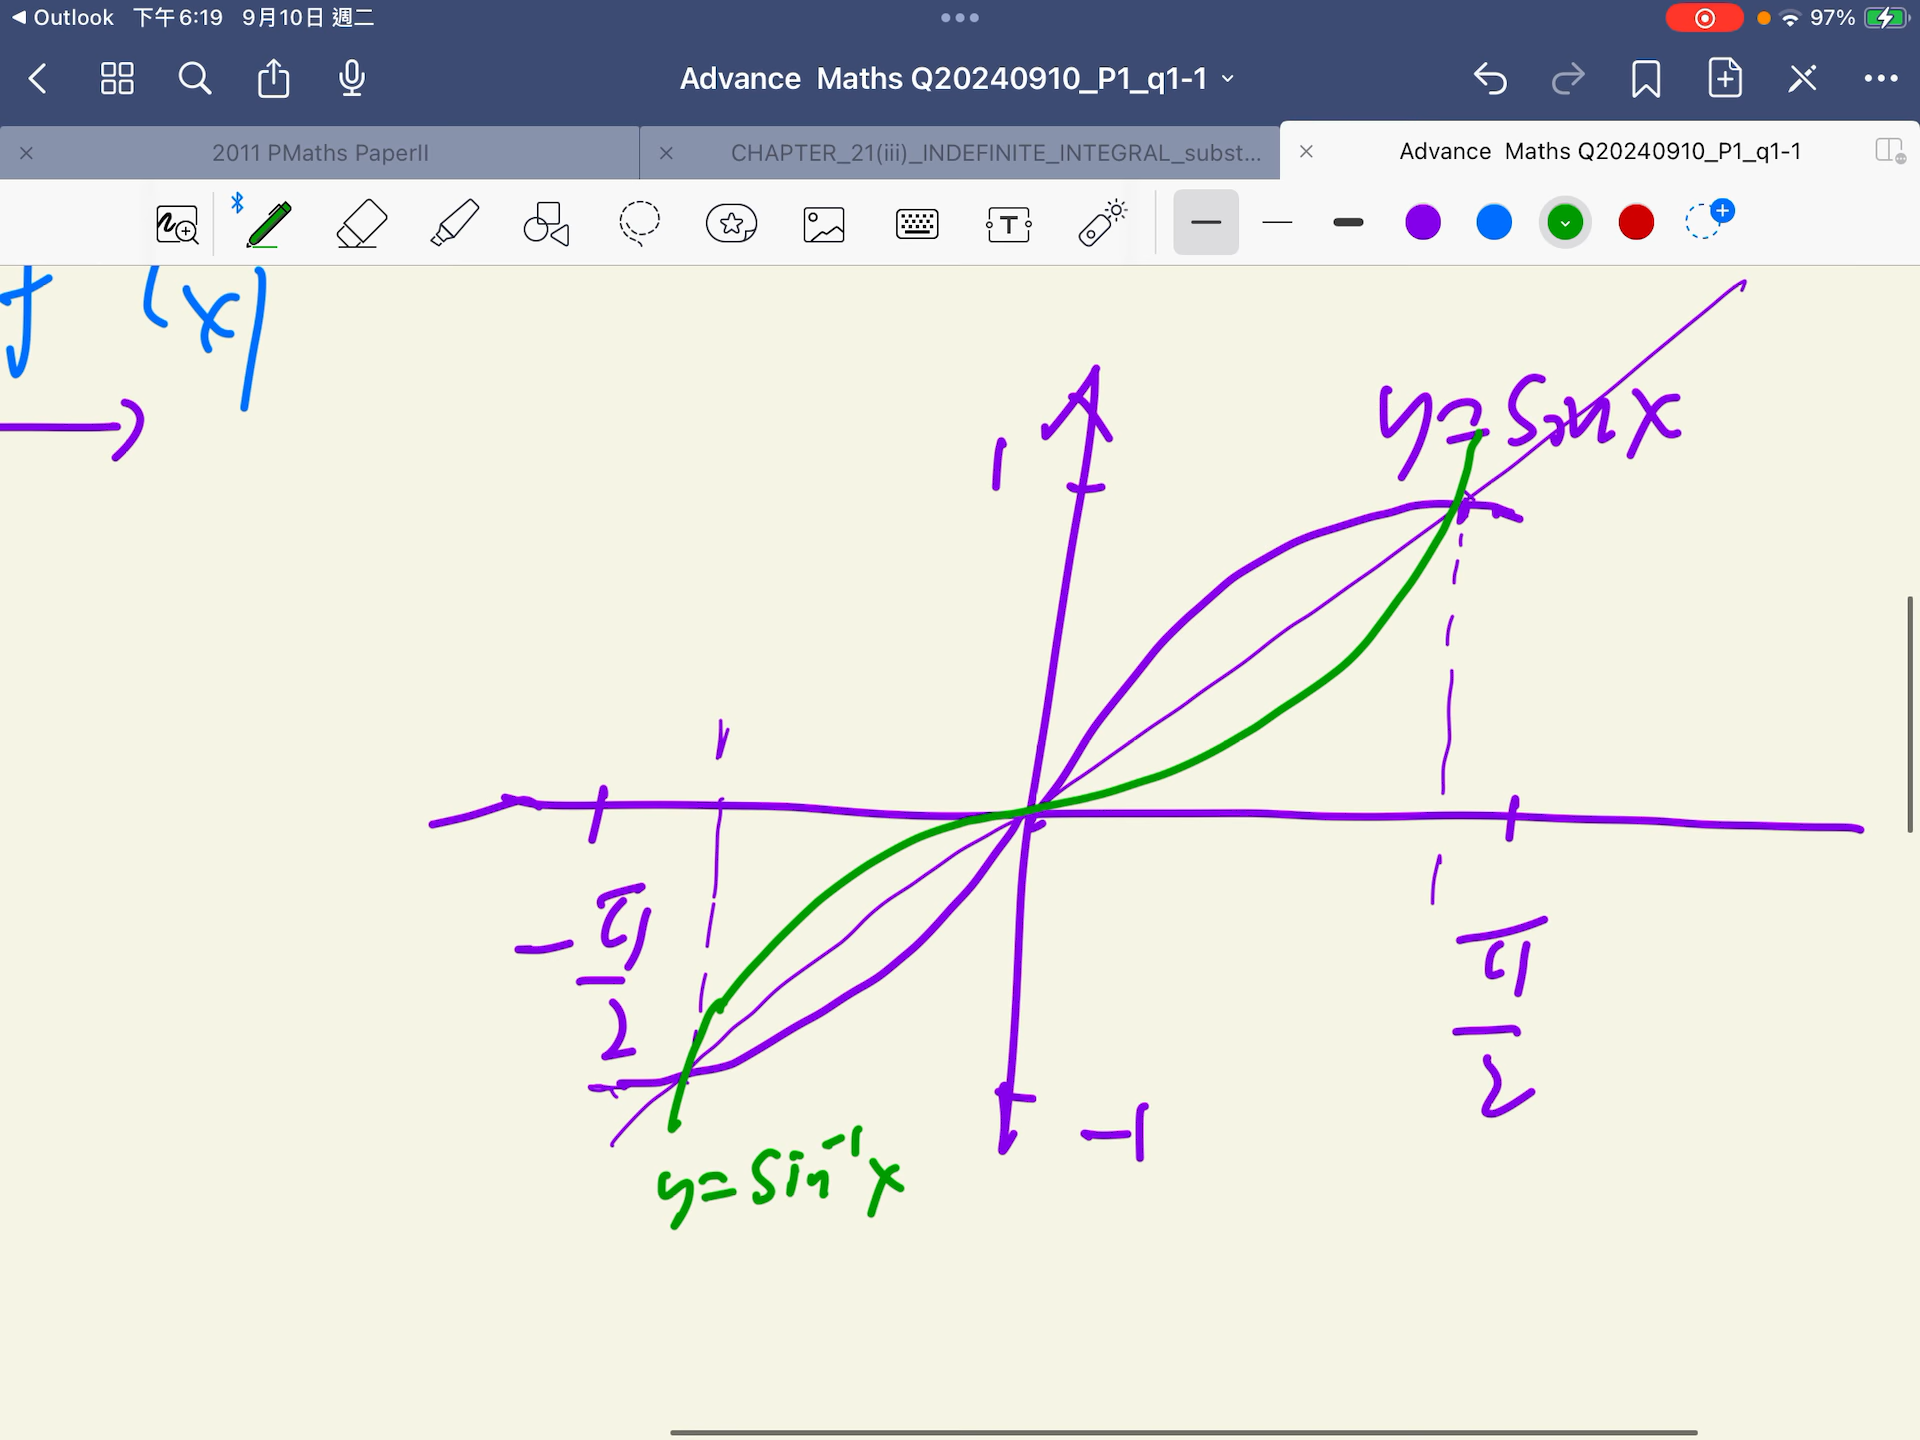 Outlook 下午6:19 9月10日 週二 97%
Advance Maths Q20240910_P1_q1-1
2011 PMaths PaperII
CHAPTER_21(iii)_INDEFINITE_INTEGRAL_subst...
Advance Maths Q20240910_P1_q1-1
f (x)
y = sin x
1
-π/2
π/2
-1
y = sin⁻¹ x